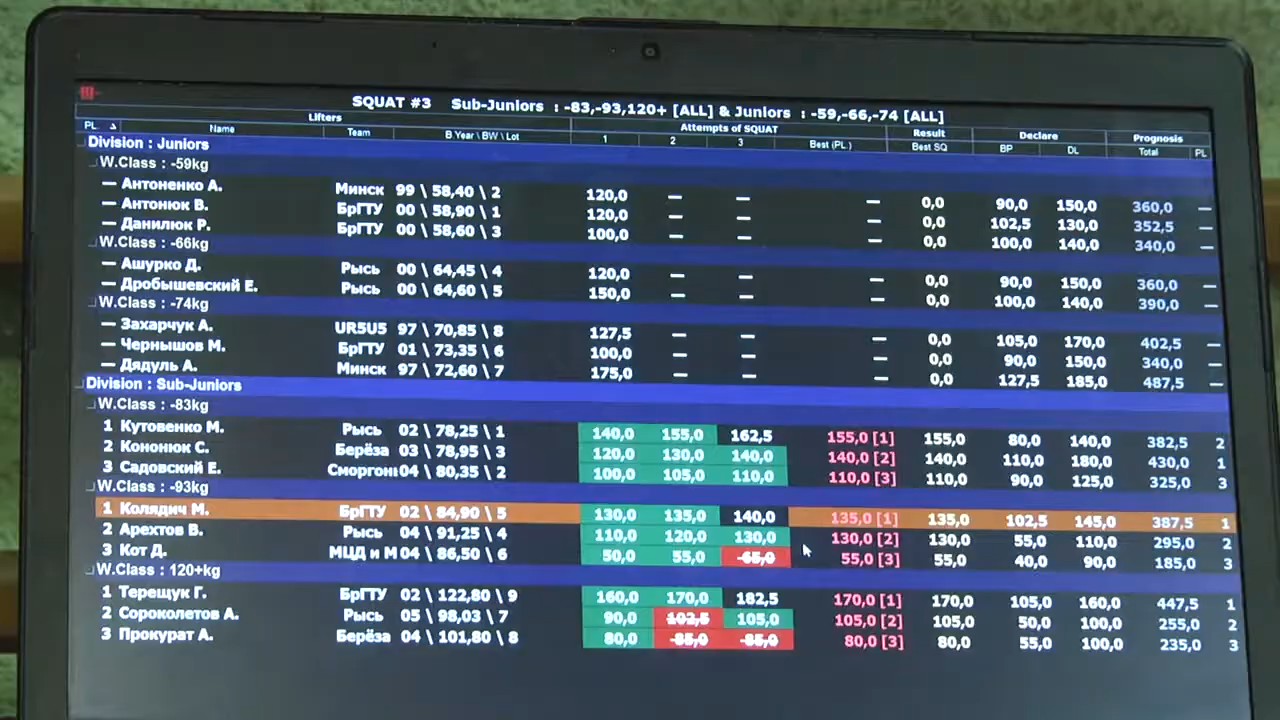 SQUAT #3 Sub-Juniors : -83,-93,120+ [ALL] & Juniors : -59,-66,-74 [ALL]
Lifters Attempts of SQUAT Result Declare Prognosis
PL. Name Team B.Year \ BW \ Lot 1 2 3 Best (PL.) Best SQ BP DL Total PL
Division : Juniors
W.Class : -59kg
— Антоненко А. Минск 99 \ 58,40 \ 2 120,0 — — — 0,0 90,0 150,0 360,0 —
— Антонюк В. БрГТУ 00 \ 58,90 \ 1 120,0 — — — 0,0 102,5 130,0 352,5 —
— Данилюк Р. БрГТУ 00 \ 58,60 \ 3 100,0 — — — 0,0 100,0 140,0 340,0 —
W.Class : -66kg
— Ашурко Д. Рысь 00 \ 64,45 \ 4 120,0 — — — 0,0 90,0 150,0 360,0 —
— Дробышевский Е. Рысь 00 \ 64,60 \ 5 150,0 — — — 0,0 100,0 140,0 390,0 —
W.Class : -74kg
— Захарчук А. UR5U5 97 \ 70,85 \ 8 127,5 — — — 0,0 105,0 170,0 402,5 —
— Чернышов М. БрГТУ 01 \ 73,35 \ 6 100,0 — — — 0,0 90,0 150,0 340,0 —
— Дядуль А. Минск 97 \ 72,60 \ 7 175,0 — — — 0,0 127,5 185,0 487,5 —
Division : Sub-Juniors
W.Class : -83kg
1 Кутовенко М. Рысь 02 \ 78,25 \ 1 140,0 155,0 162,5 155,0 [1] 155,0 80,0 140,0 382,5 2
2 Кононюк С. Берёза 03 \ 78,95 \ 3 120,0 130,0 140,0 140,0 [2] 140,0 110,0 180,0 430,0 1
3 Садовский Е. Сморгонь 04 \ 80,35 \ 2 100,0 105,0 110,0 110,0 [3] 110,0 90,0 125,0 325,0 3
W.Class : -93kg
1 Колядич М. БрГТУ 02 \ 84,90 \ 5 130,0 135,0 140,0 135,0 [1] 135,0 102,5 145,0 387,5 1
2 Арехтов В. Рысь 04 \ 91,25 \ 4 110,0 120,0 130,0 130,0 [2] 130,0 55,0 110,0 295,0 2
3 Кот Д. МЦД и М 04 \ 86,50 \ 6 50,0 55,0 -65,0 55,0 [3] 55,0 40,0 90,0 185,0 3
W.Class : 120+kg
1 Терещук Г. БрГТУ 02 \ 122,80 \ 9 160,0 170,0 182,5 170,0 [1] 170,0 105,0 160,0 447,5 1
2 Сороколетов А. Рысь 05 \ 98,03 \ 7 90,0 -102,5 105,0 105,0 [2] 105,0 50,0 100,0 255,0 2
3 Прокурат А. Берёза 04 \ 101,80 \ 8 80,0 -85,0 -85,0 80,0 [3] 80,0 55,0 100,0 235,0 3